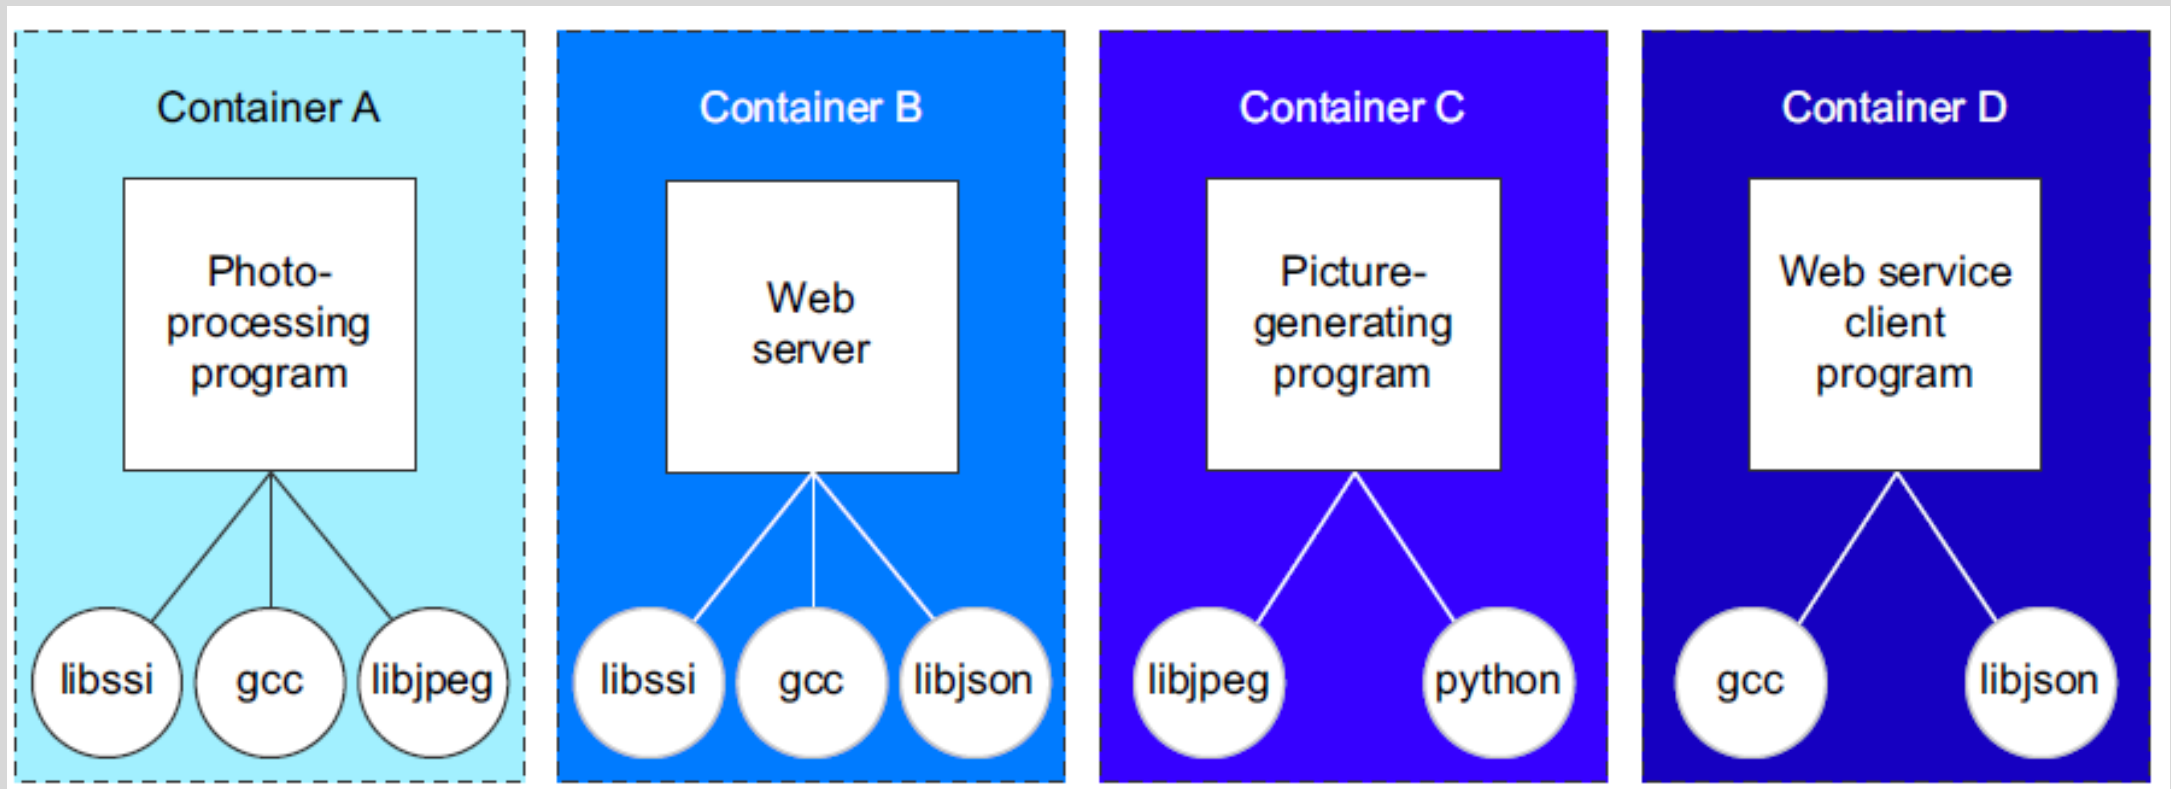 Container A
Photo-
processing
program
libssi
gcc
libjpeg
Container B
Web
server
libssi
gcc
libjson
Container C
Picture-
generating
program
libjpeg
python
Container D
Web service
client
program
gcc
libjson